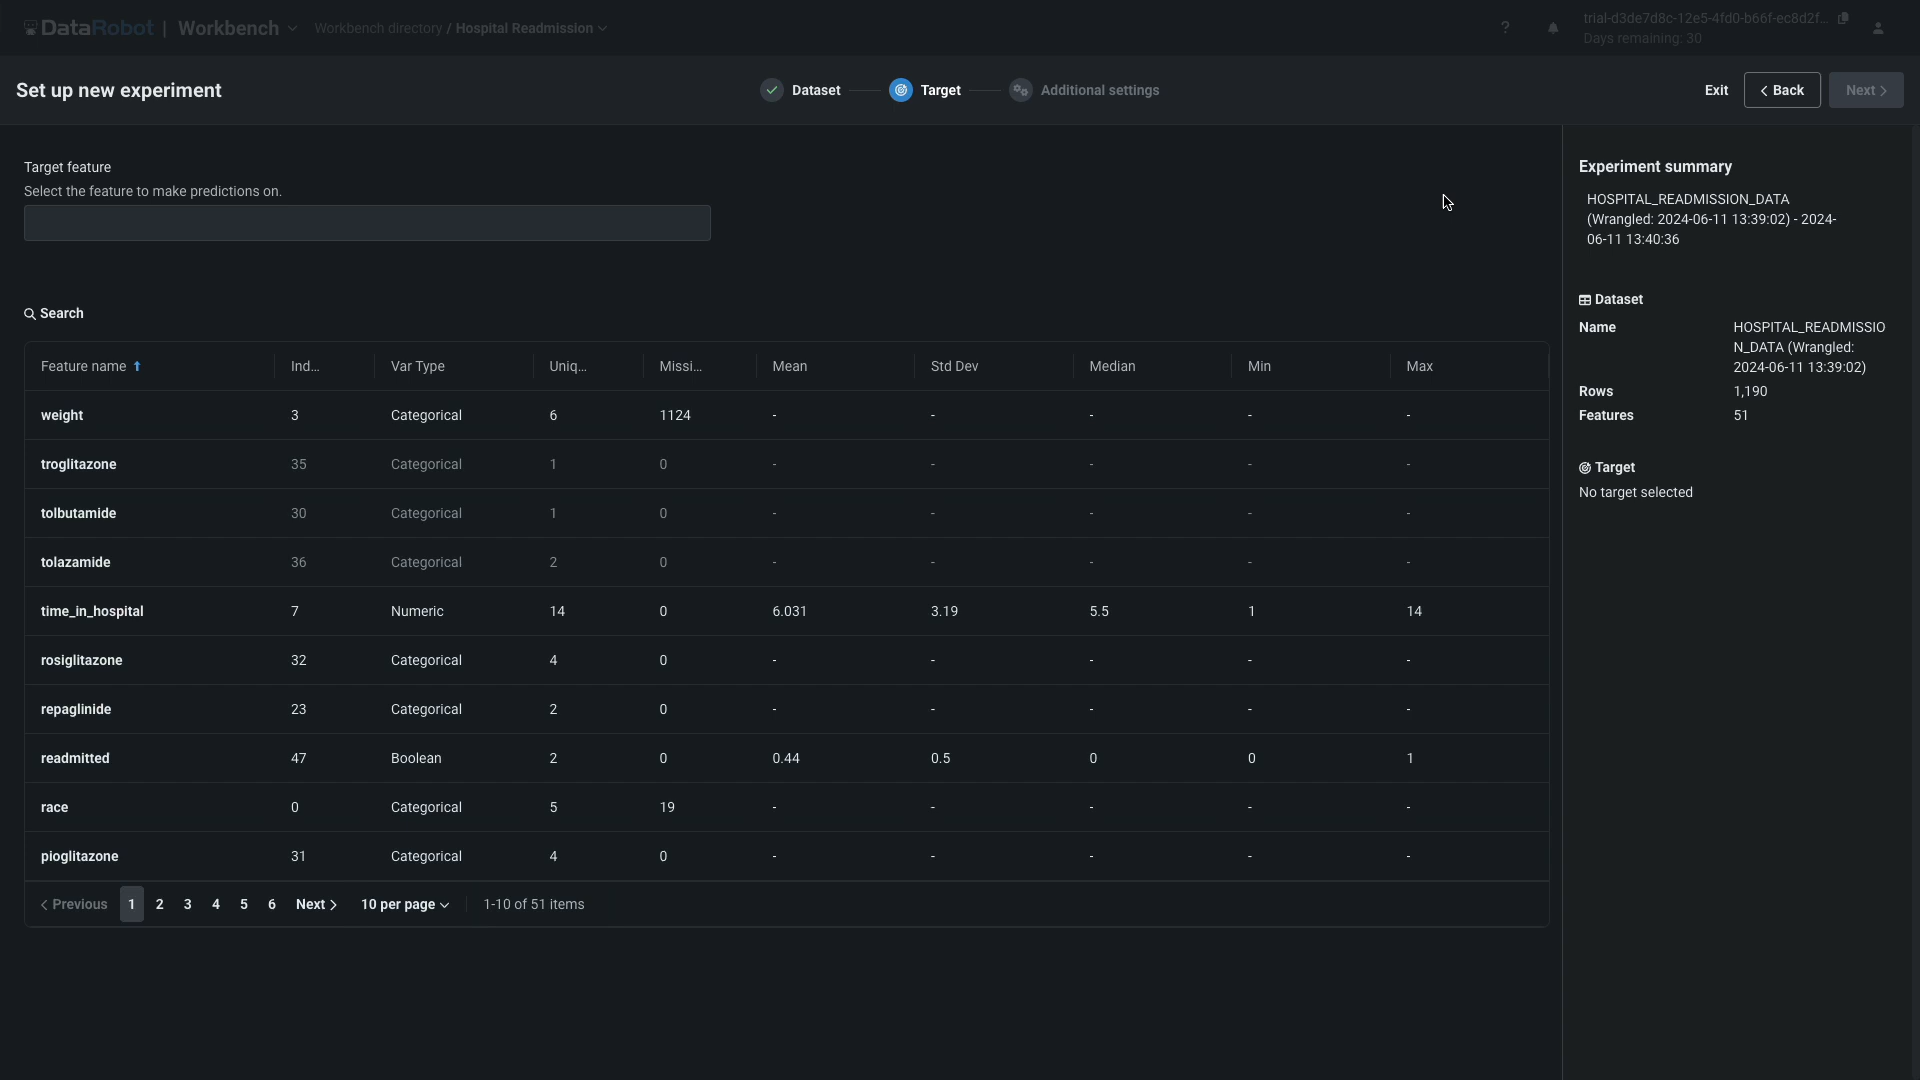 DataRobot | Workbench Workbench directory / Hospital Readmission ? trial-d3de7d8c-12e5-4fd0-b66f-ec8d2f...
Days remaining: 30
Set up new experiment Dataset Target Additional settings Exit Back Next
Target feature
Select the feature to make predictions on.
Search
Feature name Ind... Var Type Uniq... Missi... Mean Std Dev Median Min Max
weight 3 Categorical 6 1124 - - - - -
troglitazone 35 Categorical 1 0 - - - - -
tolbutamide 30 Categorical 1 0 - - - - -
tolazamide 36 Categorical 2 0 - - - - -
time_in_hospital 7 Numeric 14 0 6.031 3.19 5.5 1 14
rosiglitazone 32 Categorical 4 0 - - - - -
repaglinide 23 Categorical 2 0 - - - - -
readmitted 47 Boolean 2 0 0.44 0.5 0 0 1
race 0 Categorical 5 19 - - - - -
pioglitazone 31 Categorical 4 0 - - - - -
Previous 1 2 3 4 5 6 Next 10 per page 1-10 of 51 items
Experiment summary
HOSPITAL_READMISSION_DATA
(Wrangled: 2024-06-11 13:39:02) - 2024-
06-11 13:40:36
Dataset
Name HOSPITAL_READMISSIO
N_DATA (Wrangled:
2024-06-11 13:39:02)
Rows 1,190
Features 51
Target
No target selected